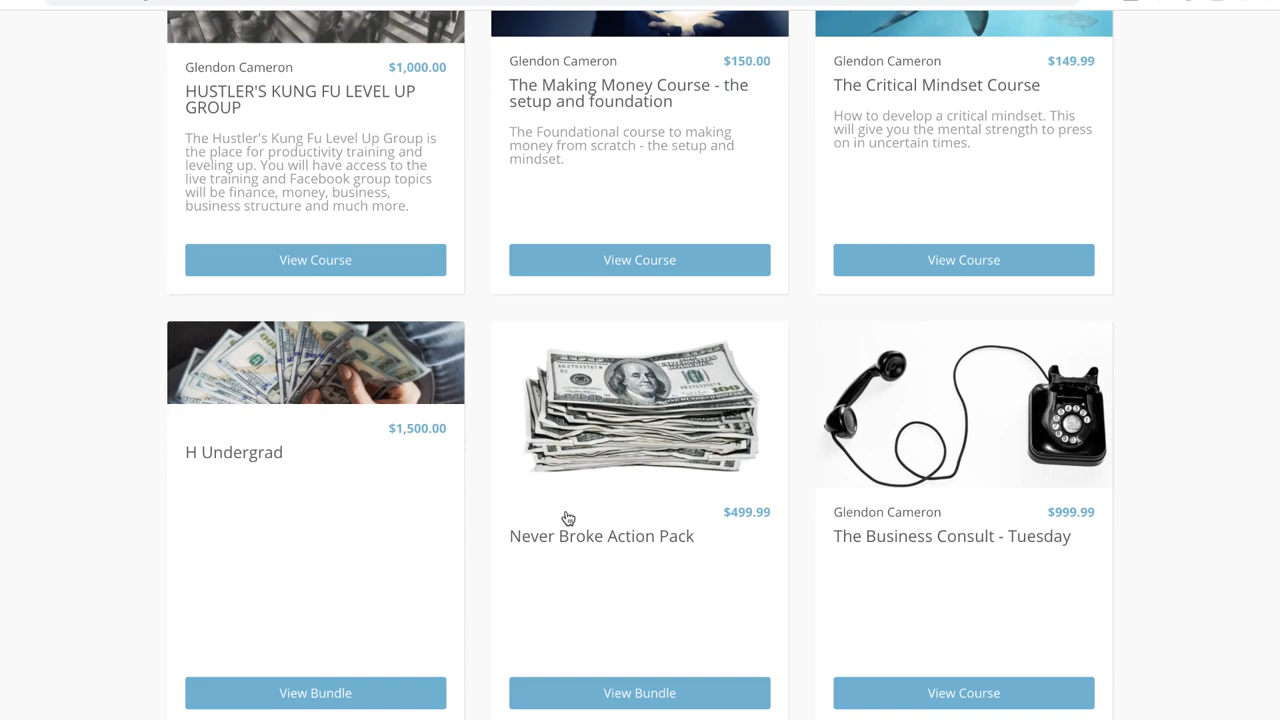 Glendon Cameron
$1,000.00
HUSTLER'S KUNG FU LEVEL UP
GROUP
The Hustler's Kung Fu Level Up Group is
the place for productivity training and
leveling up. You will have access to the
live training and Facebook group topics
will be finance, money, business,
business structure and much more.
View Course
Glendon Cameron
$150.00
The Making Money Course - the
setup and foundation
The Foundational course to making
money from scratch - the setup and
mindset.
View Course
Glendon Cameron
$149.99
The Critical Mindset Course
How to develop a critical mindset. This
will give you the mental strength to press
on in uncertain times.
View Course
$1,500.00
H Undergrad
View Bundle
$499.99
Never Broke Action Pack
View Bundle
Glendon Cameron
$999.99
The Business Consult - Tuesday
View Course